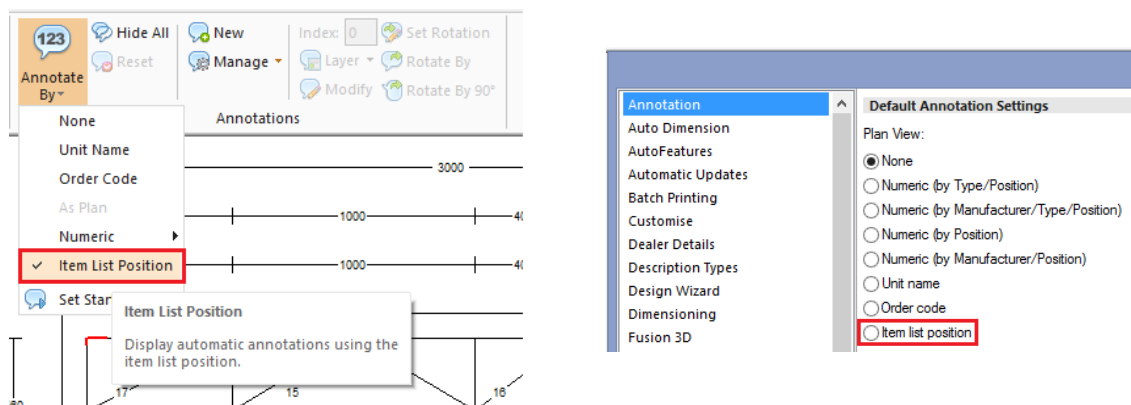 123
Annotate
By
Hide All
Reset
New
Manage
Index: 0
Layer
Modify
Set Rotation
Rotate By
Rotate By 90°
Annotations
None
Unit Name
Order Code
As Plan
Numeric
Item List Position
Set Star
Item List Position
Display automatic annotations using the
item list position.
3000
1000
40
1000
40
17
15
16
Annotation
Auto Dimension
AutoFeatures
Automatic Updates
Batch Printing
Customise
Dealer Details
Description Types
Design Wizard
Dimensioning
Fusion 3D
Default Annotation Settings
Plan View:
None
Numeric (by Type/Position)
Numeric (by Manufacturer/Type/Position)
Numeric (by Position)
Numeric (by Manufacturer/Position)
Unit name
Order code
Item list position